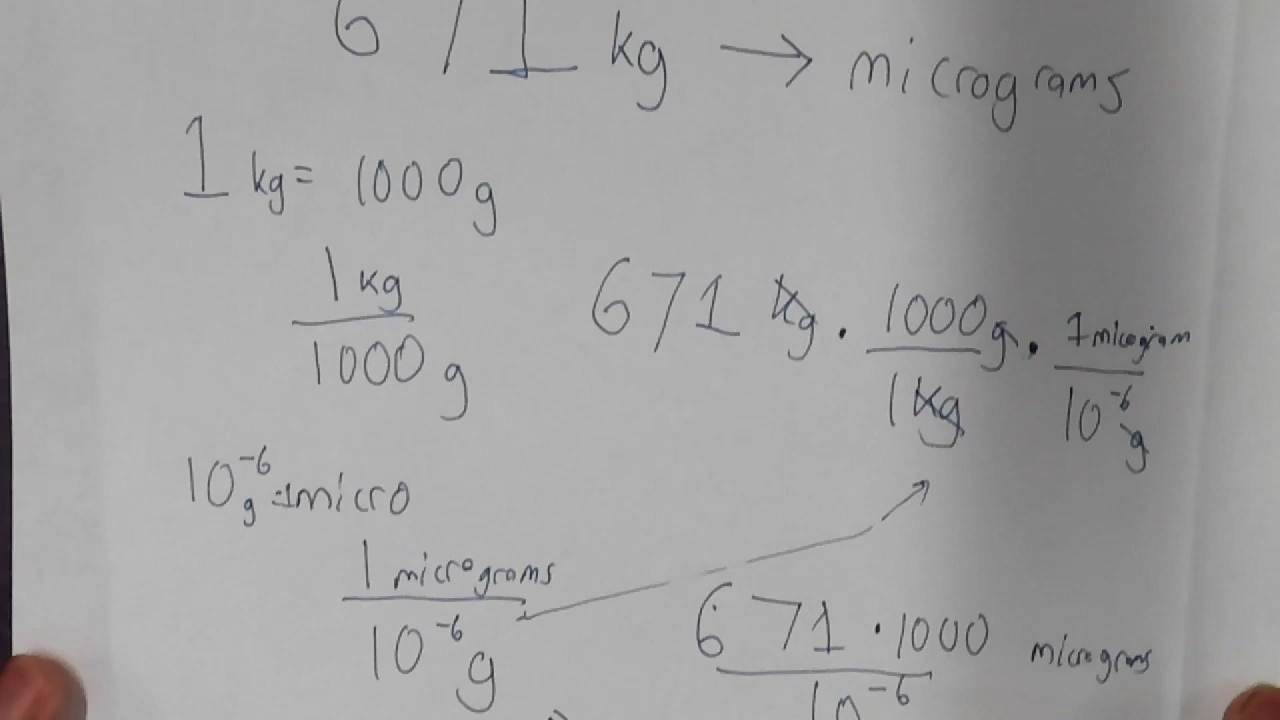 671 kg → micrograms
1 kg = 1000 g
1 kg
1000 g
671 kg · 1000 g · 1 micogram
1 kg 10⁻⁶ g
10⁻⁶ g = 1 micro
1 micrograms
10⁻⁶ g
671 · 1000 micrograms
10⁻⁶